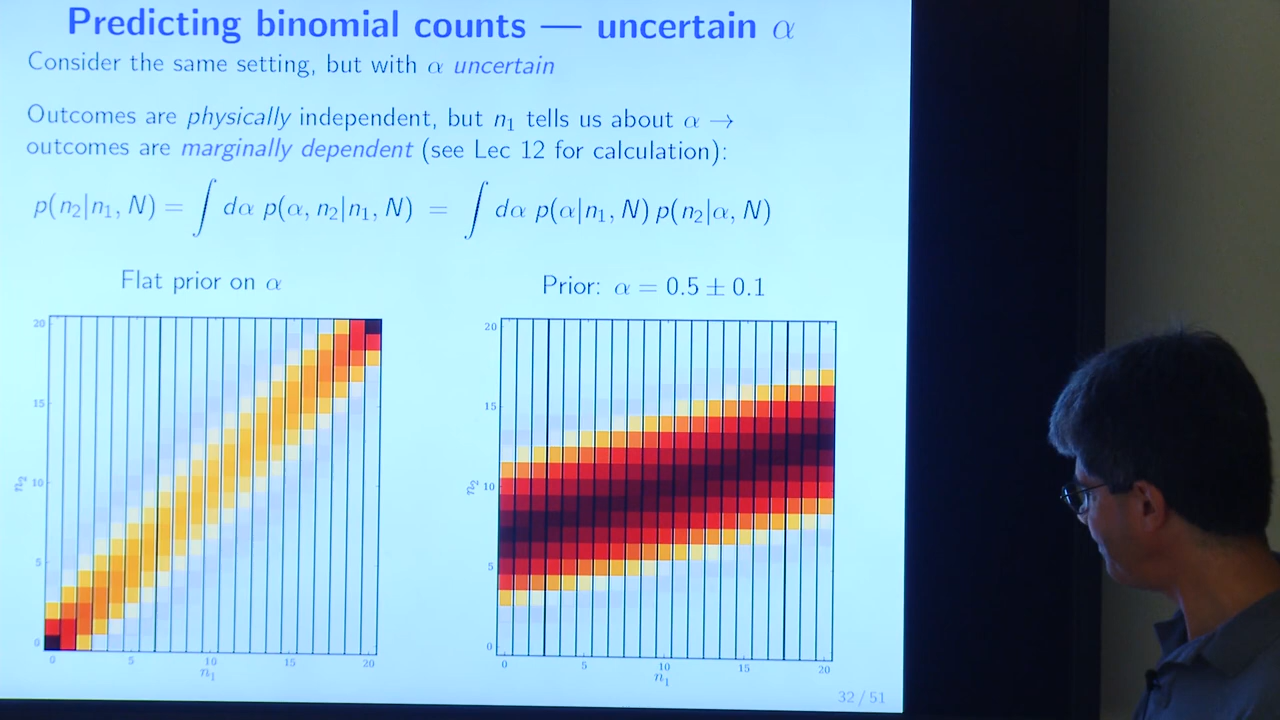 Predicting binomial counts — uncertain α
Consider the same setting, but with α uncertain
Outcomes are physically independent, but n₁ tells us about α →
outcomes are marginally dependent (see Lec 12 for calculation):
p(n₂|n₁, N) = ∫ dα p(α, n₂|n₁, N) = ∫ dα p(α|n₁, N) p(n₂|α, N)
Flat prior on α
Prior: α = 0.5 ± 0.1
20
15
10
5
0
n₂
0 5 10 15 20
n₁
20
15
10
5
0
n₂
0 5 10 15 20
n₁
32 / 51